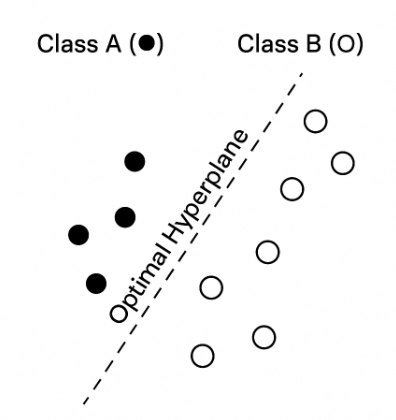 Class A (●)
Class B (○)
Optimal Hyperplane